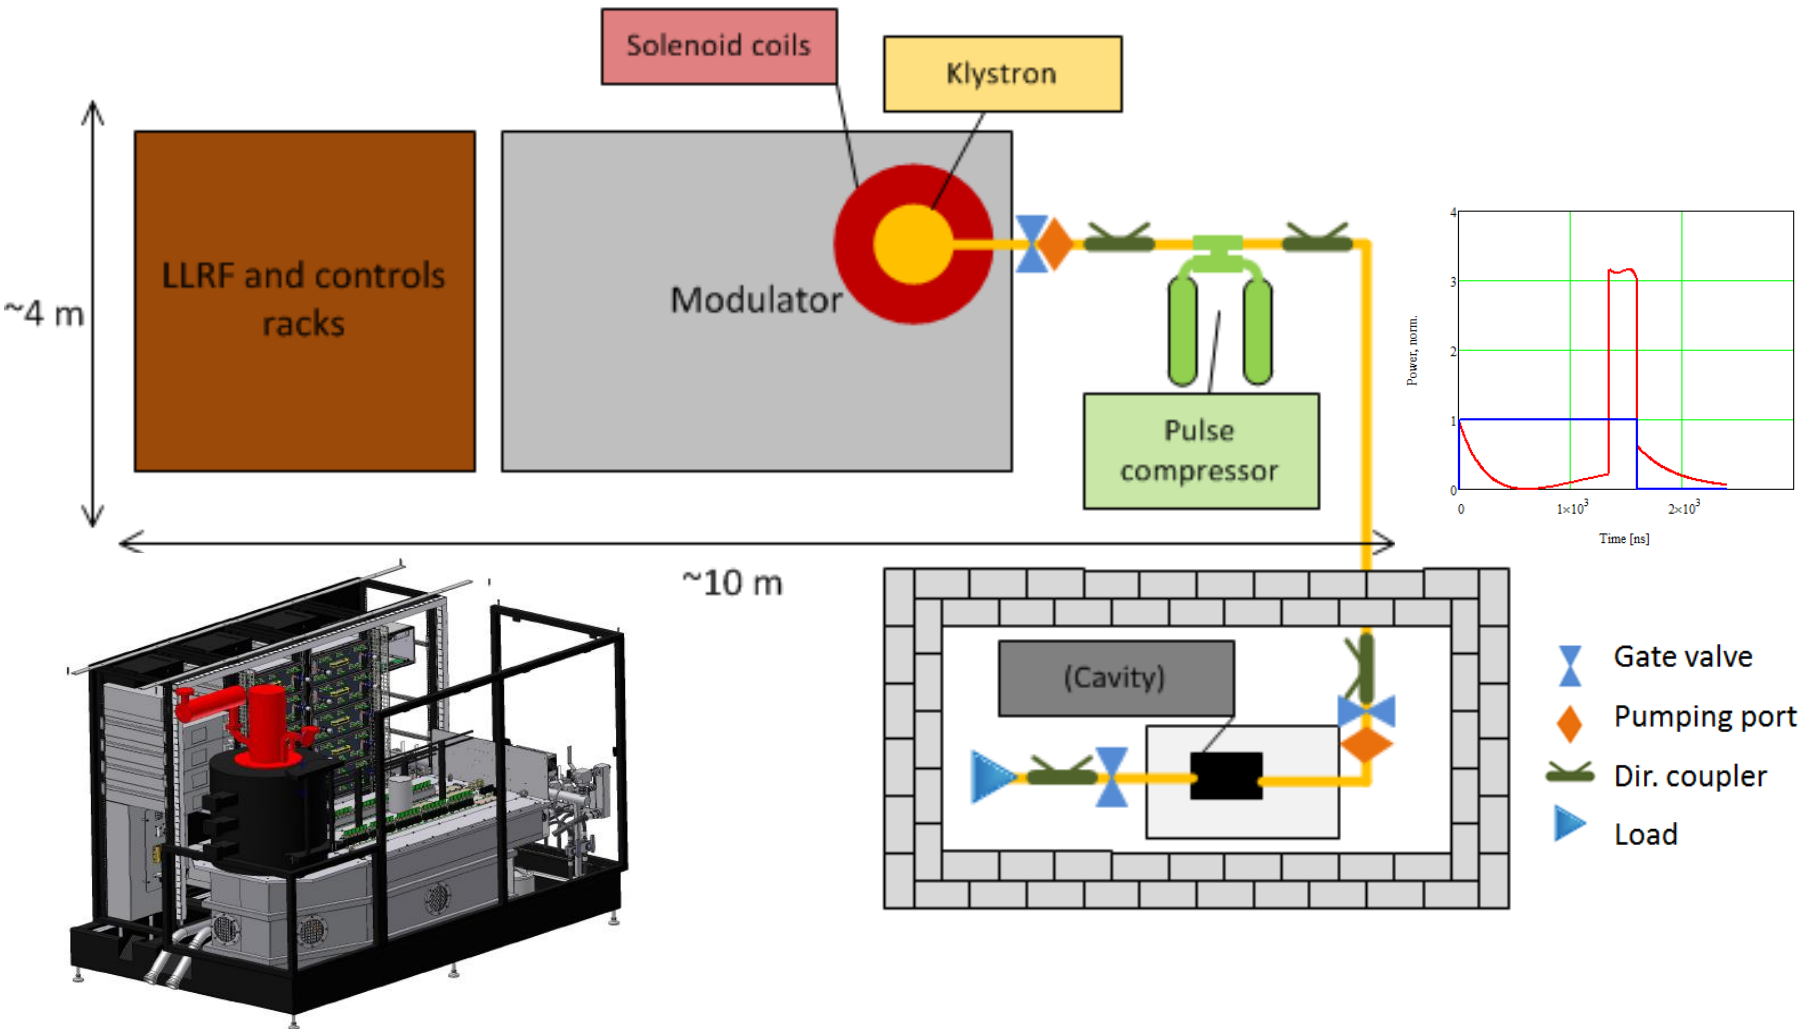 Solenoid coils
Klystron
LLRF and controls
racks
Modulator
~4 m
Pulse
compressor
~10 m
4
3
2
1
0
Power, norm.
0
1×10³
2×10³
Time [ns]
(Cavity)
Gate valve
Pumping port
Dir. coupler
Load